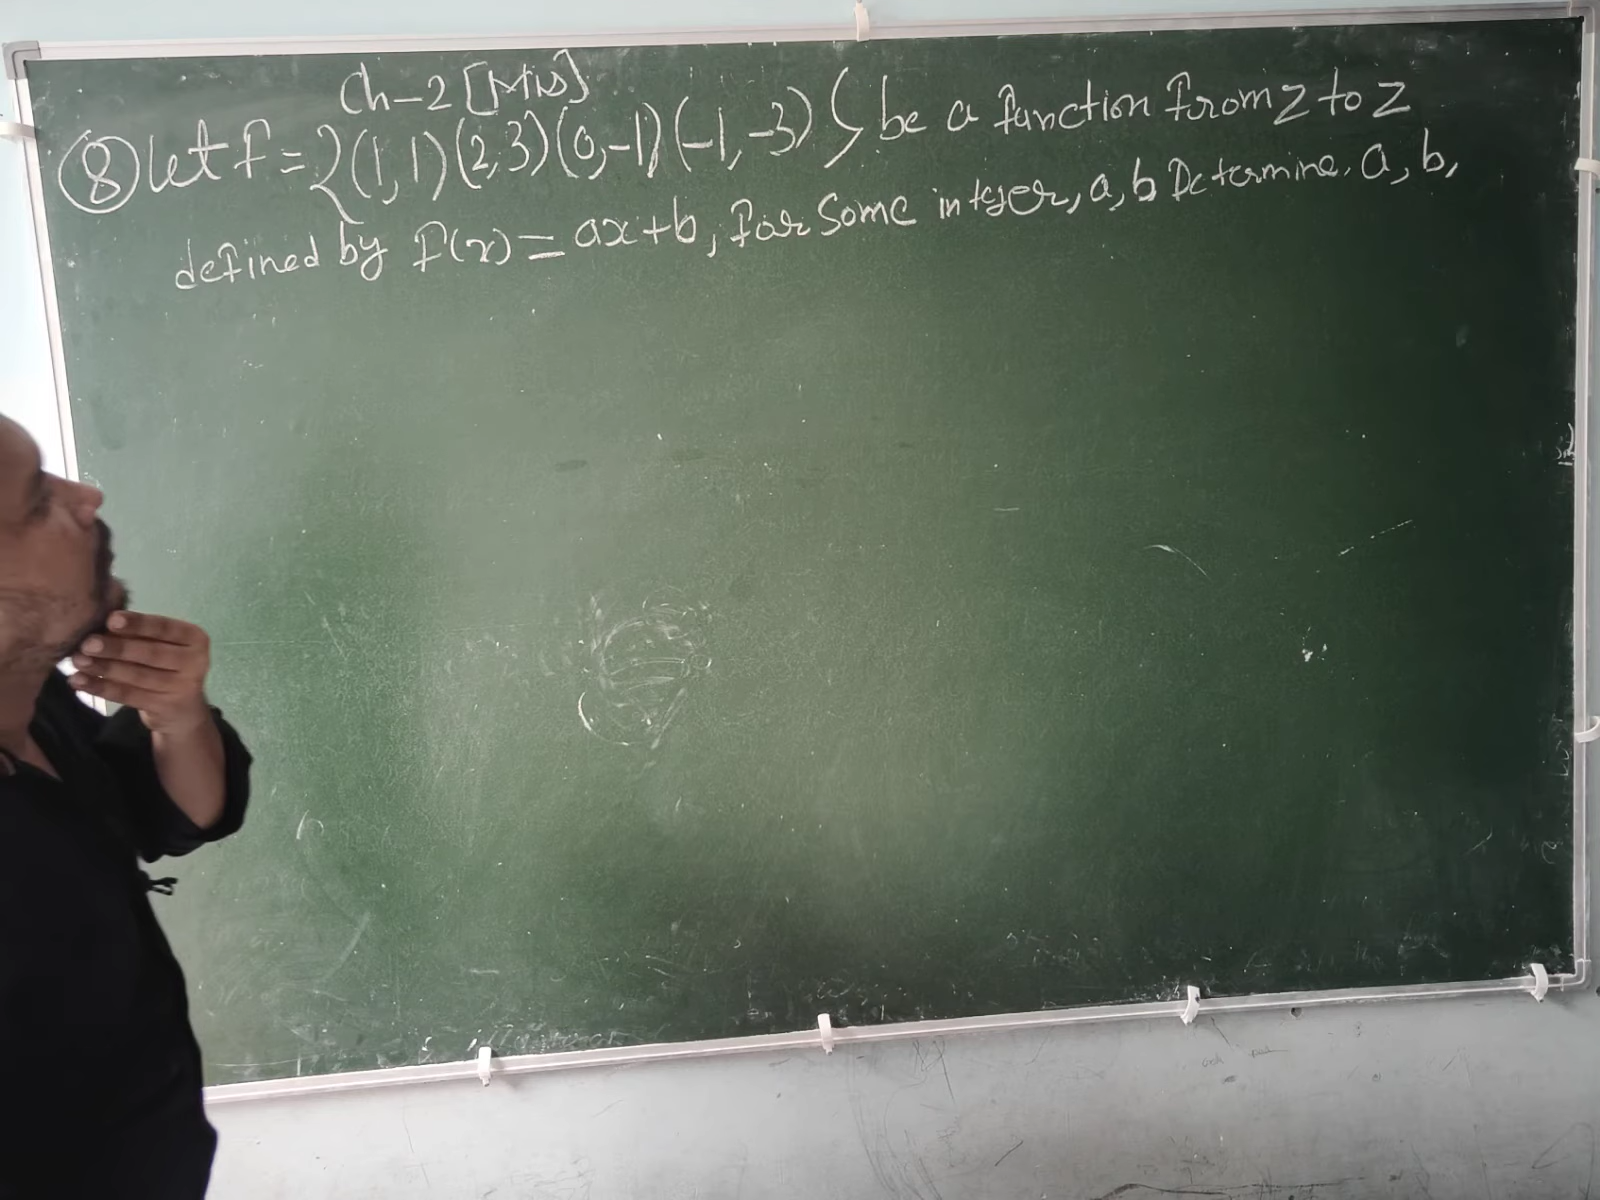 Ch-2 [Mis]
⑧ let f = {(1,1)(2,3)(0,-1)(-1,-3)} be a function from Z to Z
defined by f(x) = ax+b, for some integer, a, b Determine. a, b,